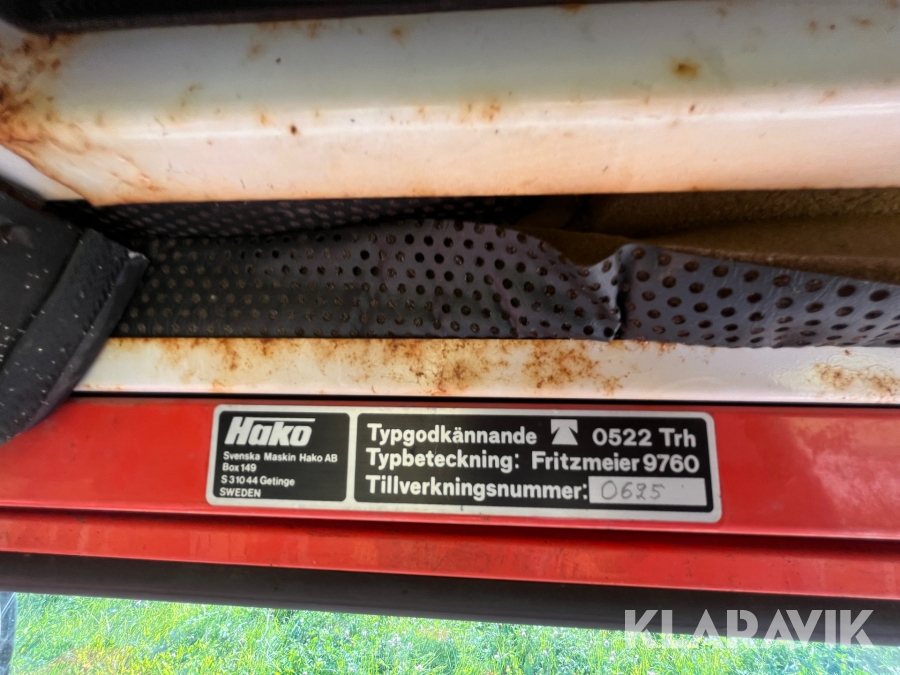 Hako
Svenska Maskin Hako AB
Box 149
S 310 44 Getinge
SWEDEN
Typgodkännande 0522 Trh
Typbeteckning: Fritzmeier 9760
Tillverkningsnummer: 0625
KLARAVIK